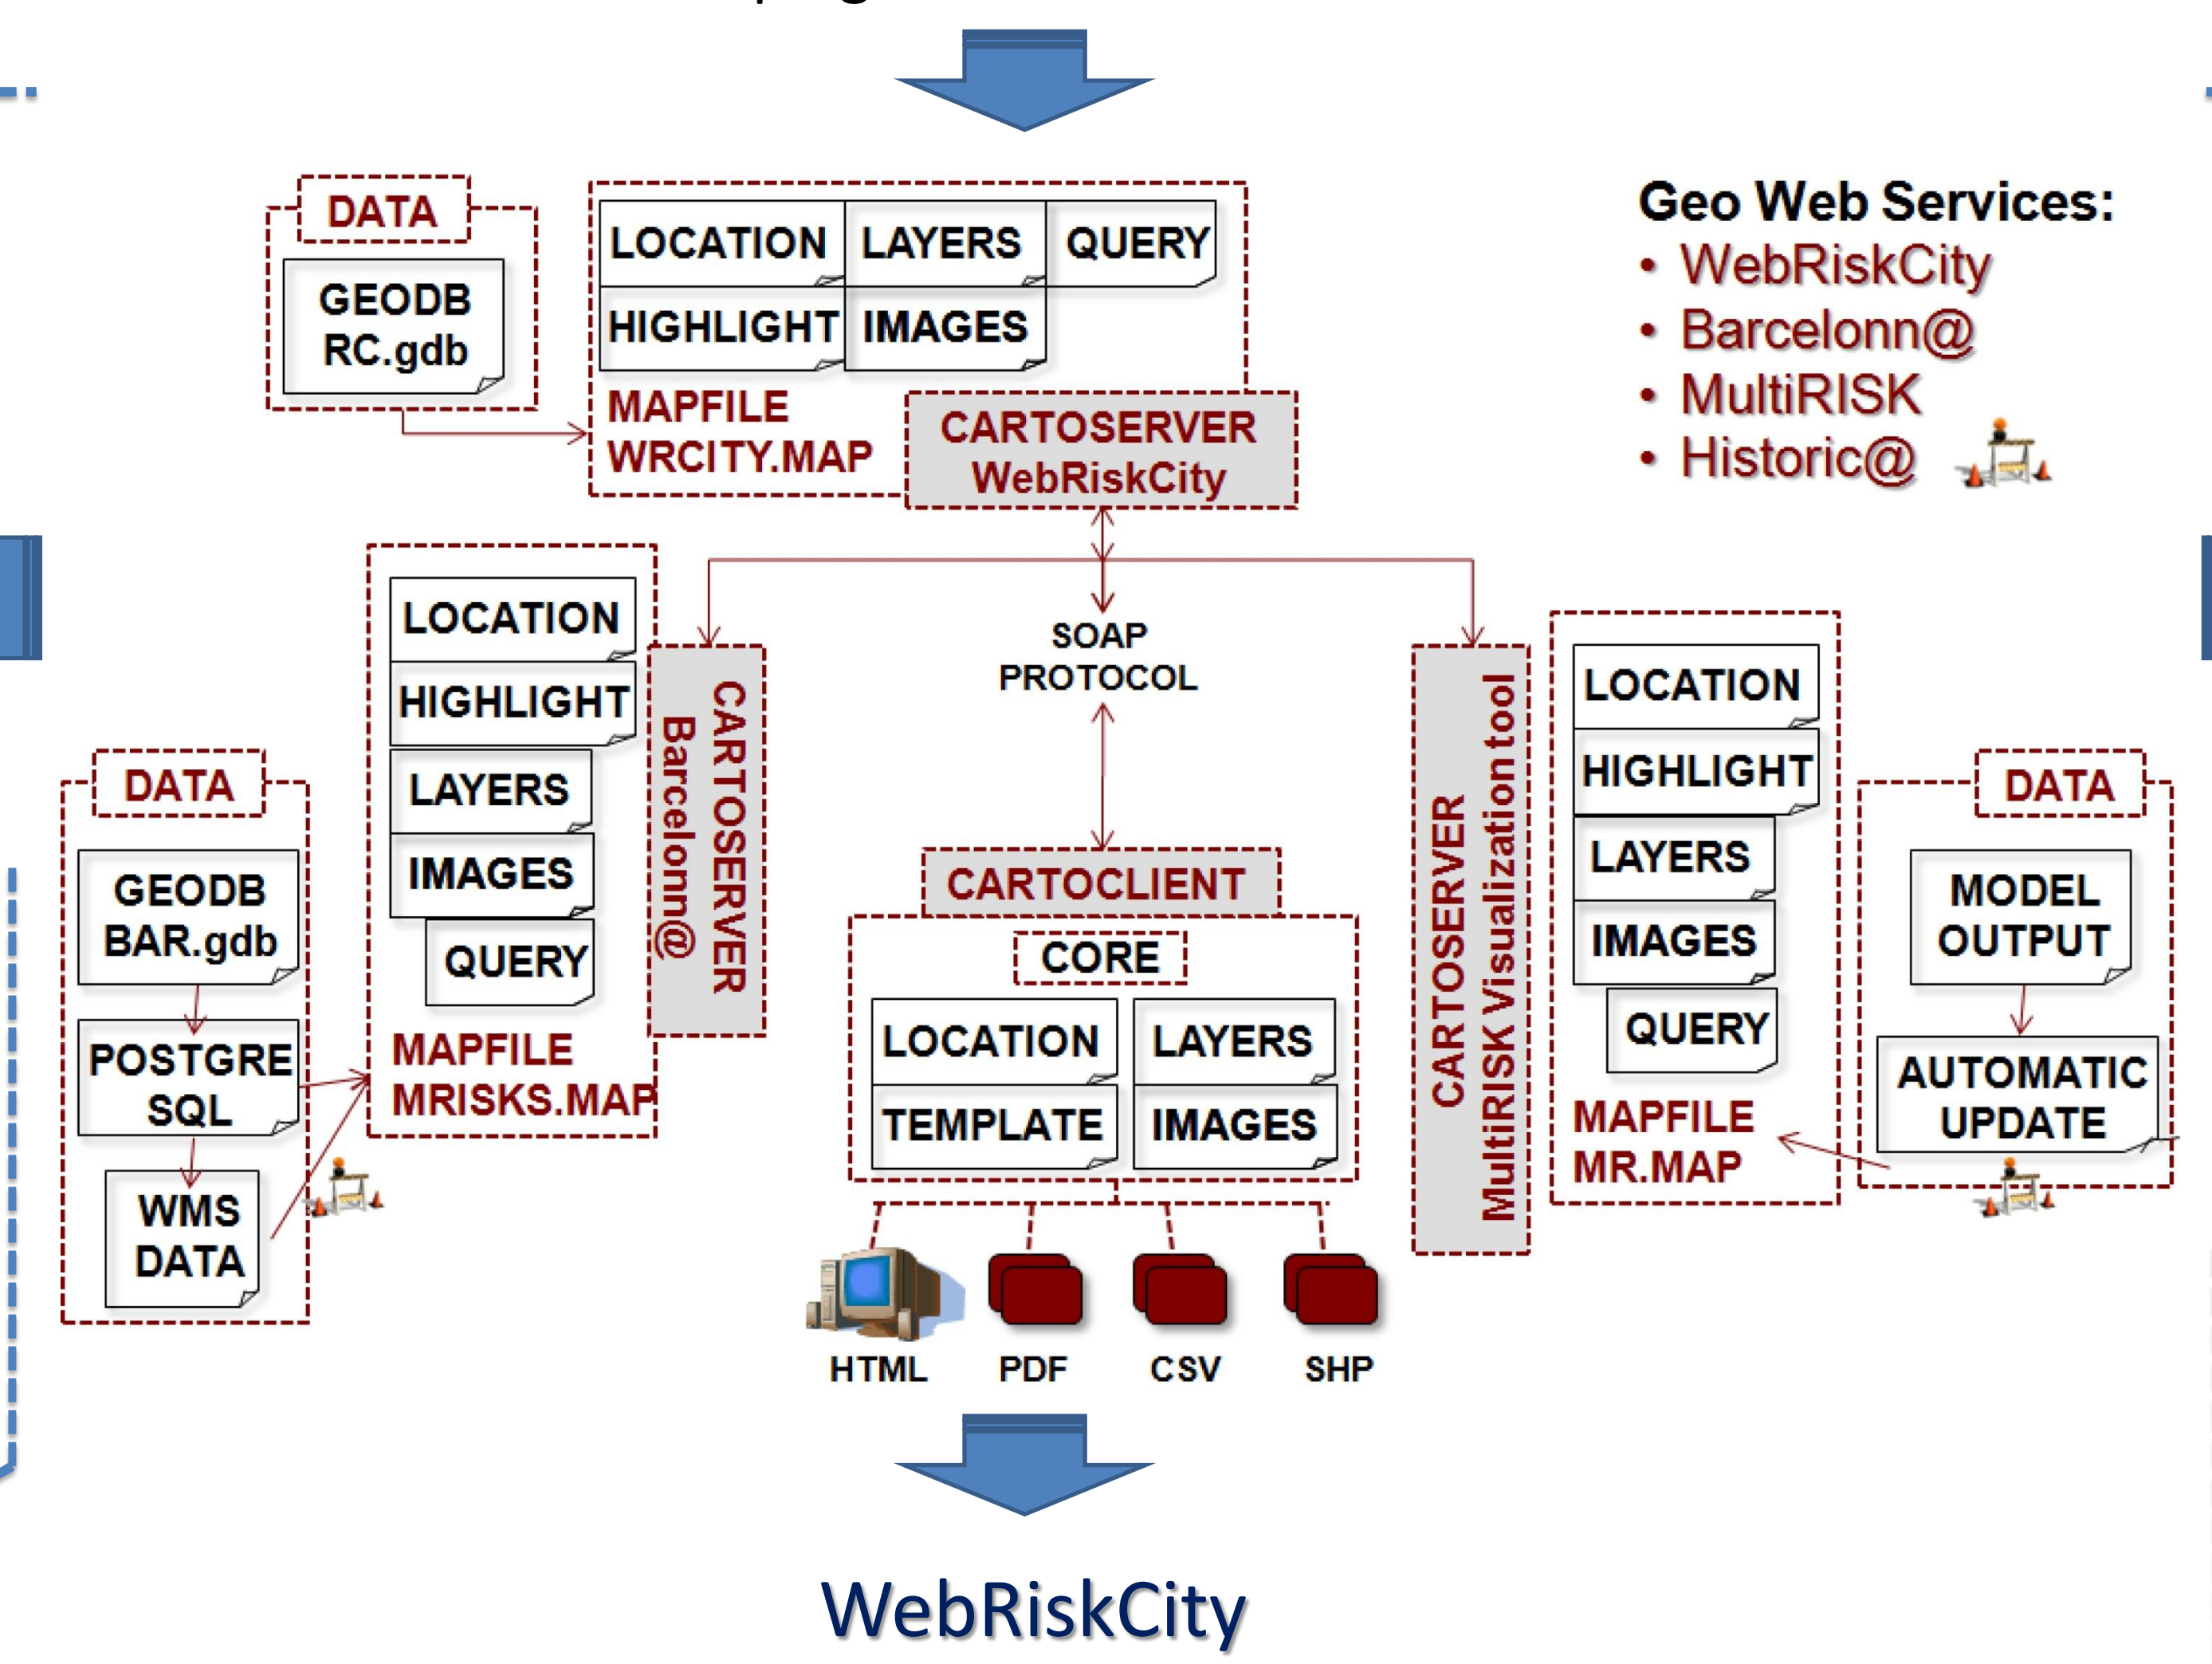 DATA
GEODB
RC.gdb
LOCATION
LAYERS
QUERY
HIGHLIGHT
IMAGES
MAPFILE
WRCITY.MAP
CARTOSERVER
WebRiskCity
Geo Web Services:
• WebRiskCity
• Barcelonn@
• MultiRISK
• Historic@
DATA
GEODB
BAR.gdb
POSTGRE
SQL
WMS
DATA
LOCATION
HIGHLIGHT
LAYERS
IMAGES
QUERY
MAPFILE
MRISKS.MAP
CARTOSERVER
Barcelonn@
SOAP
PROTOCOL
CARTOCLIENT
CORE
LOCATION
LAYERS
TEMPLATE
IMAGES
HTML
PDF
CSV
SHP
CARTOSERVER
MultiRISK Visualization tool
LOCATION
HIGHLIGHT
LAYERS
IMAGES
QUERY
MAPFILE
MR.MAP
DATA
MODEL
OUTPUT
AUTOMATIC
UPDATE
WebRiskCity